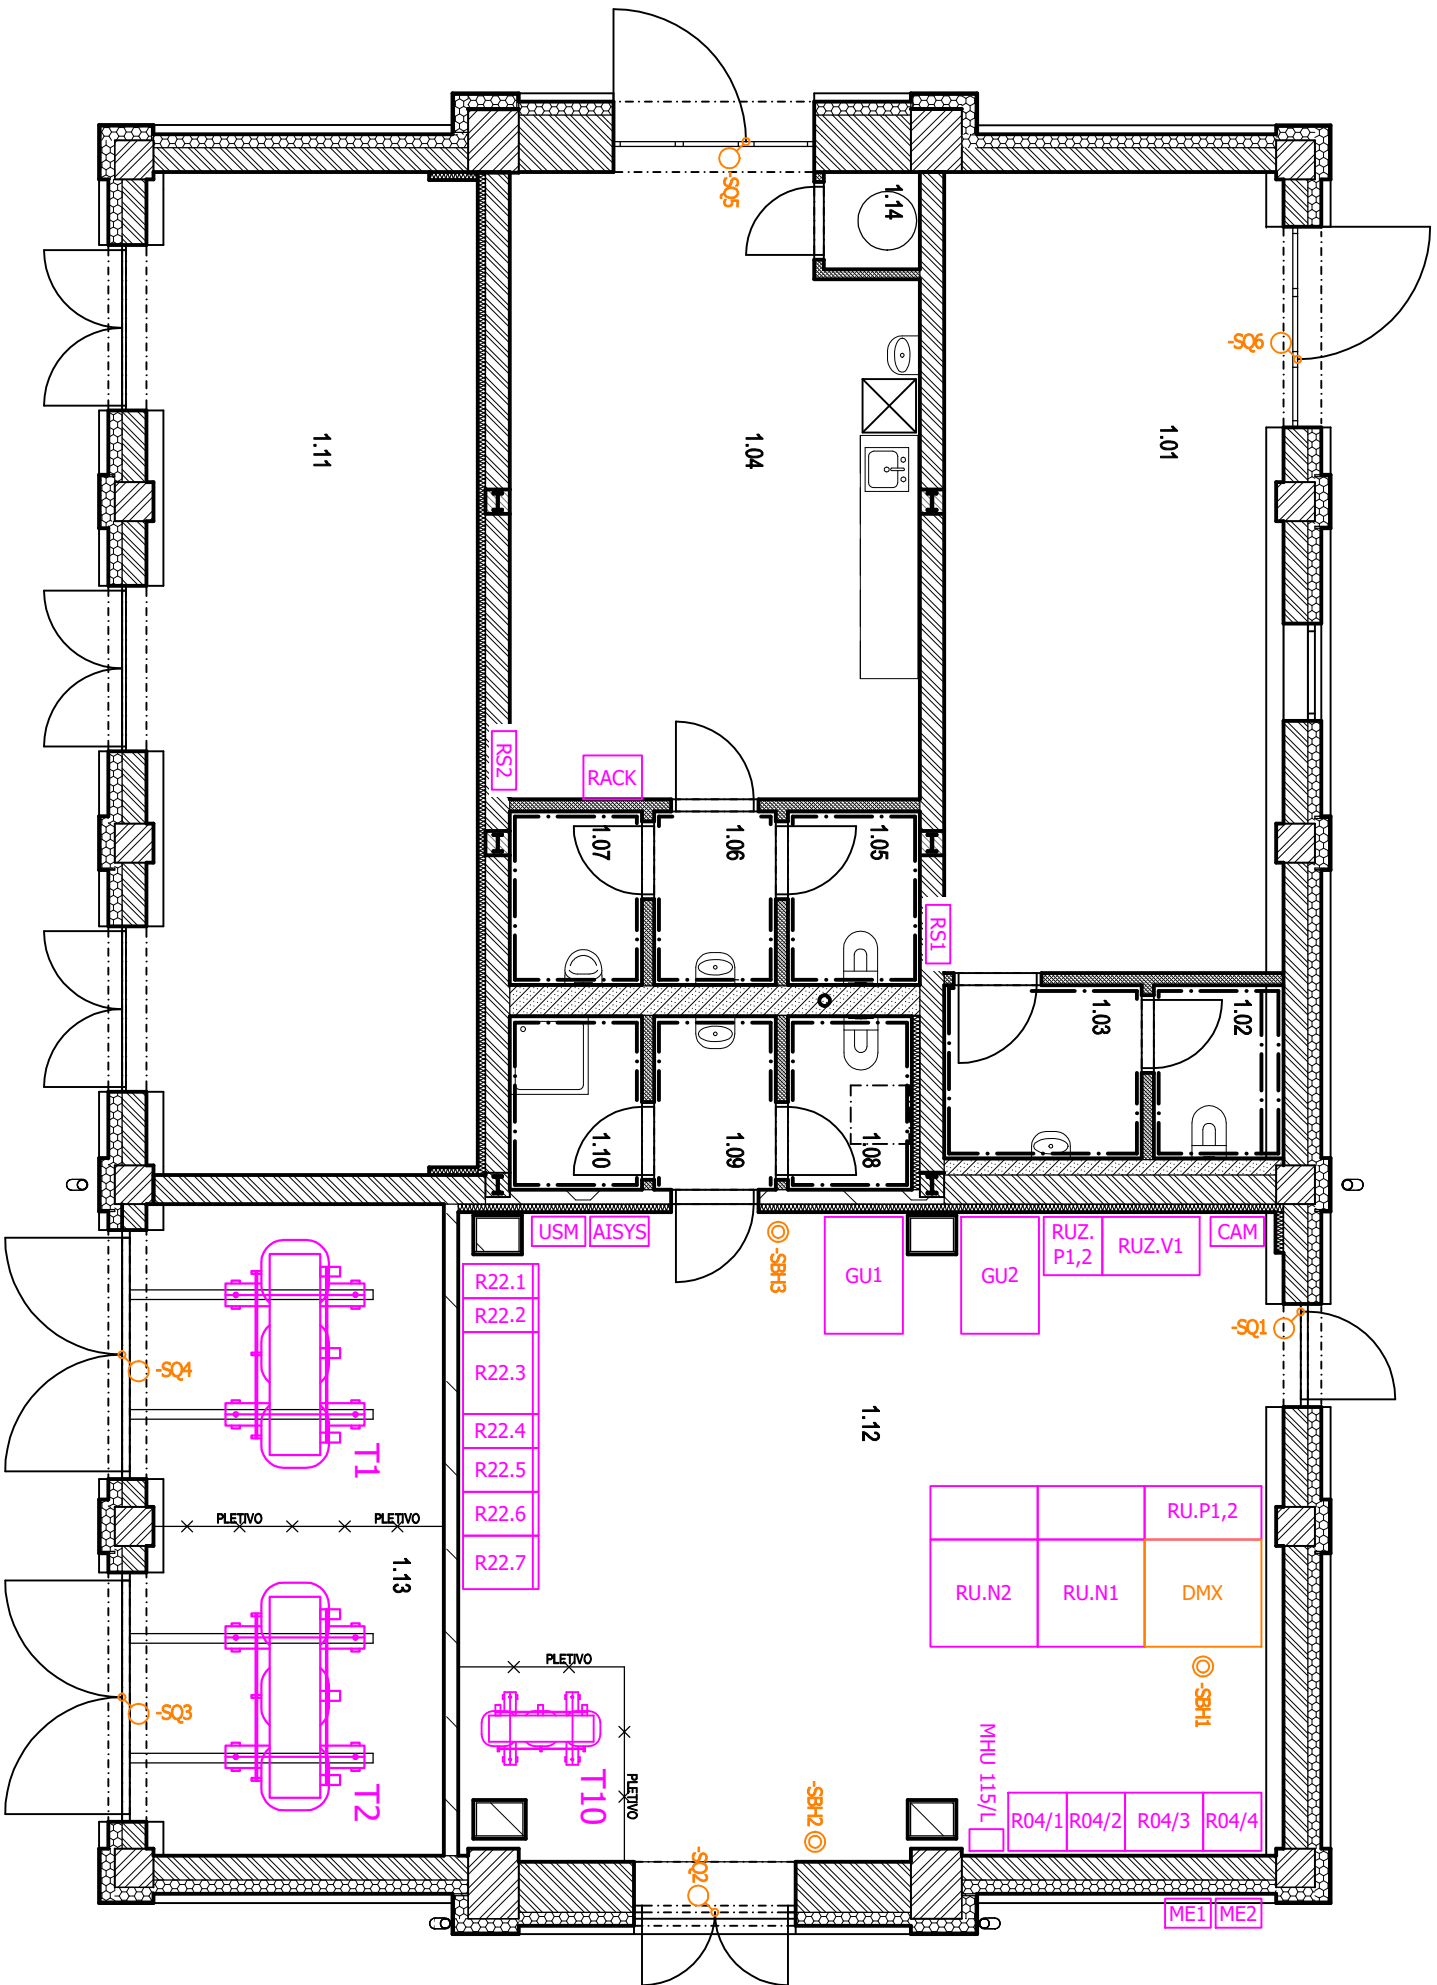 -SQ5
1.14
-SQ6
1.11
1.04
1.01
RS2
RACK
1.07
1.06
1.05
RS1
1.03
1.02
1.10
1.09
1.08
USM
AISYS
-SBH3
GU1
GU2
RUZ.
P1,2
RUZ.V1
CAM
R22.1
R22.2
R22.3
R22.4
R22.5
R22.6
R22.7
-SQ1
-SQ4
T1
1.12
PLETIVO
PLETIVO
1.13
RU.P1,2
RU.N2
RU.N1
DMX
PLETIVO
-SBH1
-SQ3
T2
T10
PLETIVO
MHU 115/L
-SBH2
R04/1
R04/2
R04/3
R04/4
-SQ2
ME1
ME2